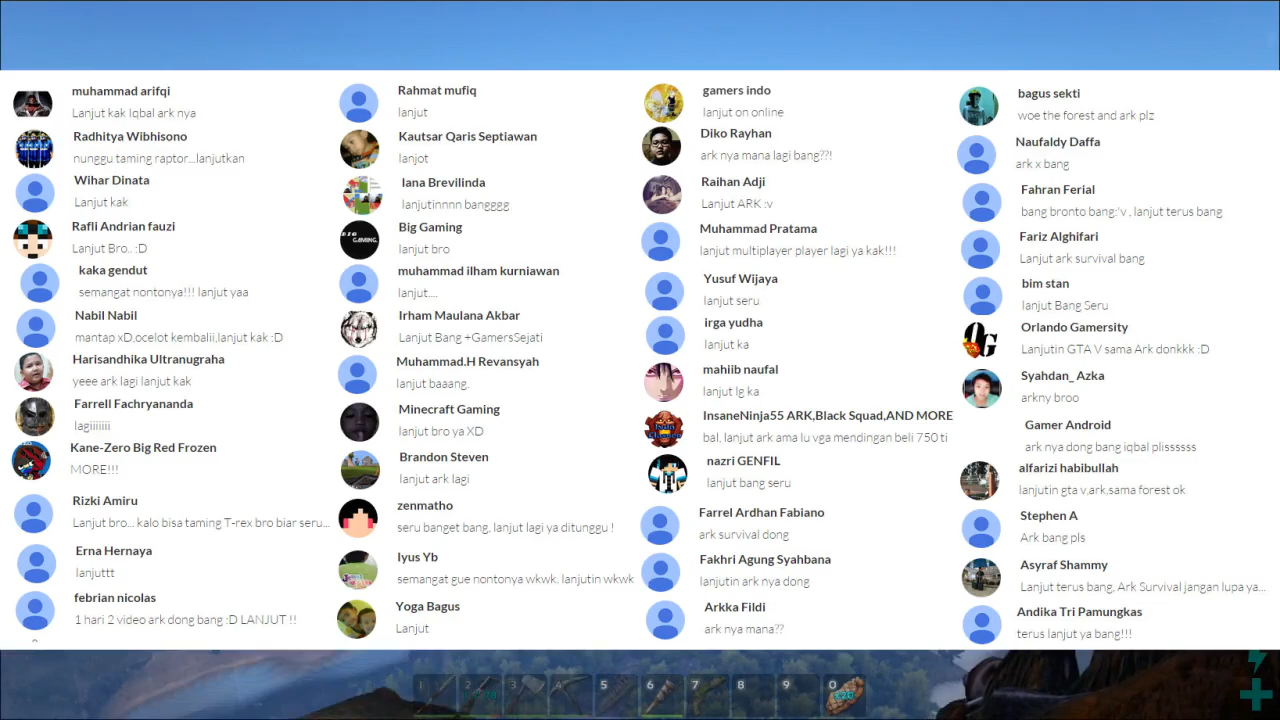 muhammad arifqi
Lanjut kak Iqbal ark nya
Radhitya Wibhisono
nunggu taming raptor...lanjutkan
Wihar Dinata
Lanjut kak
Rafli Andrian fauzi
Lanjut Bro.. :D
kaka gendut
semangat nontonya!!! lanjut yaa
Nabil Nabil
mantap xD,ocelot kembalii,lanjut kak :D
Harisandhika Ultranugraha
yeee ark lagi lanjut kak
Farrell Fachryananda
lagiiiiiii
Kane-Zero Big Red Frozen
MORE!!!
Rizki Amiru
Lanjut bro... kalo bisa taming T-rex bro biar seru...
Erna Hernaya
lanjuttt
febrian nicolas
1 hari 2 video ark dong bang :D LANJUT !!
Rahmat mufiq
lanjut
Kautsar Qaris Septiawan
lanjot
Iana Brevilinda
lanjutinnnn bangggg
Big Gaming
lanjut bro
muhammad ilham kurniawan
lanjut....
Irham Maulana Akbar
Lanjut Bang +GamersSejati
Muhammad.H Revansyah
lanjut baaang.
Minecraft Gaming
lanjut bro ya XD
Brandon Steven
lanjut ark lagi
zenmatho
seru banget bang, lanjut lagi ya ditunggu !
Iyus Yb
semangat gue nontonya wkwk. lanjutin wkwk
Yoga Bagus
Lanjut
gamers indo
lanjut on online
Diko Rayhan
ark nya mana lagi bang??!
Raihan Adji
Lanjut ARK :v
Muhammad Pratama
lanjut multiplayer player lagi ya kak!!!
Yusuf Wijaya
lanjut seru
irga yudha
lanjut ka
mahiib naufal
lanjut lg ka
InsaneNinja55 ARK,Black Squad,AND MORE
bal, lanjut ark ama lu vga mendingan beli 750 ti
nazri GENFIL
lanjut bang seru
Farrel Ardhan Fabiano
ark survival dong
Fakhri Agung Syahbana
lanjutin ark nya dong
Arkka Fildi
ark nya mana??
bagus sekti
woe the forest and ark plz
Naufaldy Daffa
ark x bang
Fahran Ferial
bang bronto bang:'v , lanjut terus bang
Fariz Alghifari
Lanjut ark survival bang
bim stan
lanjut Bang Seru
Orlando Gamersity
Lanjutin GTA V sama Ark donkkk :D
Syahdan_ Azka
arkny broo
Gamer Android
ark nya dong bang iqbal plissssss
alfarizi habibullah
lanjutin gta v,ark,sama forest ok
Stephen A
Ark bang pls
Asyraf Shammy
Lanjut terus bang. Ark Survival jangan lupa ya...
Andika Tri Pamungkas
terus lanjut ya bang!!!
BIG
GAMING.
OG
1 2 3 4 5 6 7 8 9 0